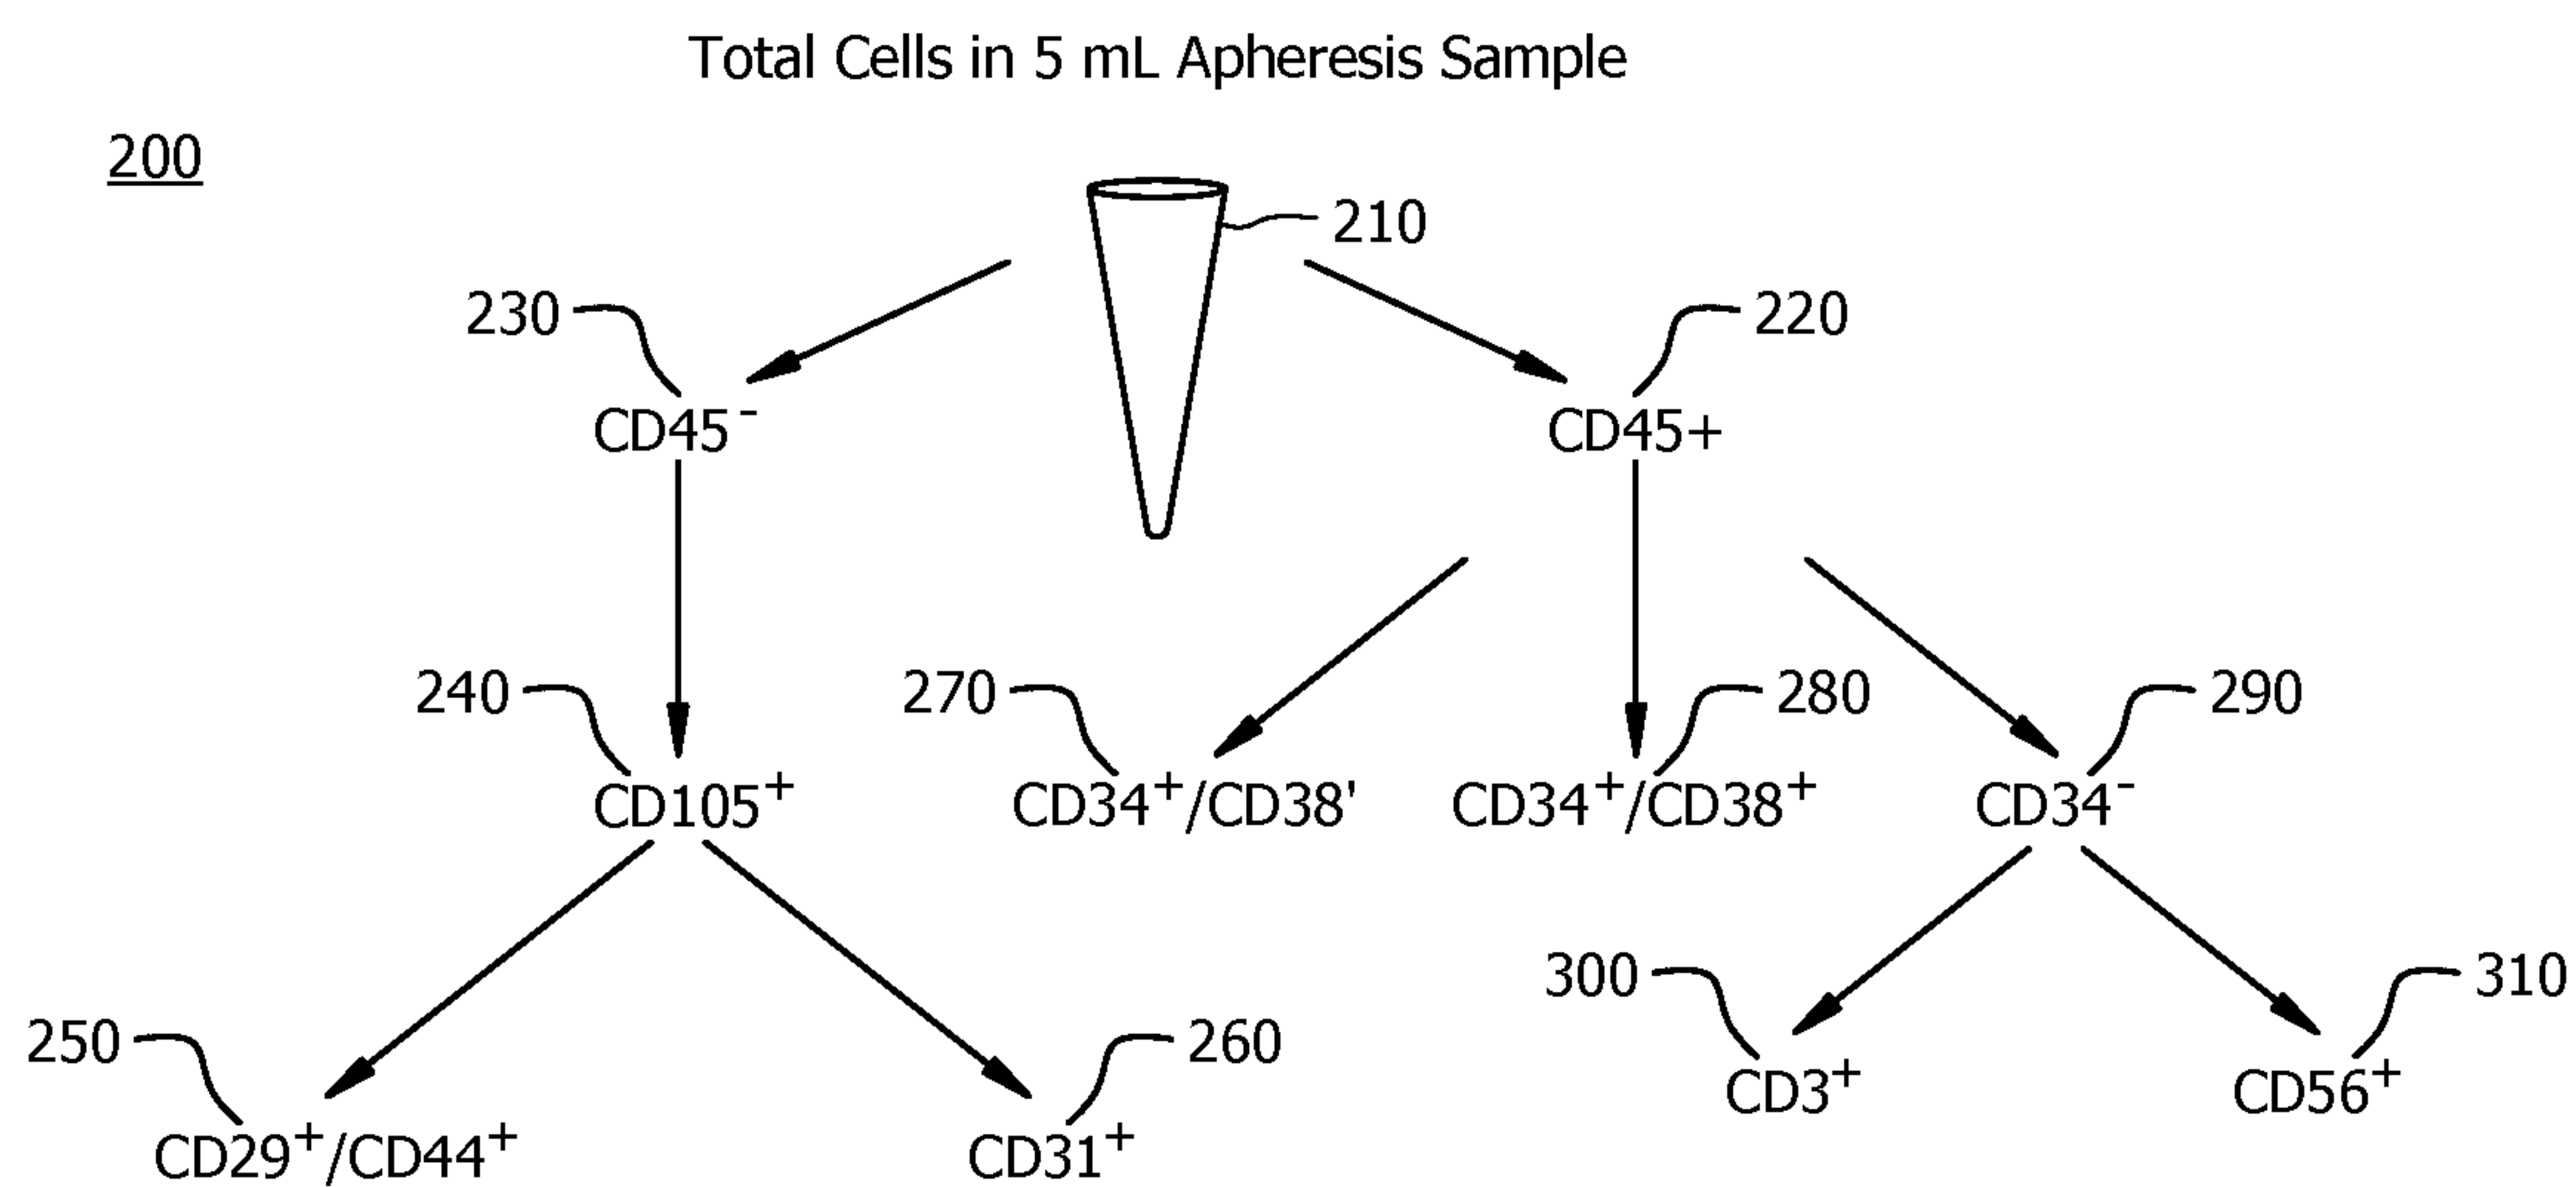 Total Cells in 5 mL Apheresis Sample
200
210
230
220
CD45⁻
CD45+
240
270
280
290
CD105⁺
CD34⁺/CD38'
CD34⁺/CD38⁺
CD34⁻
300
310
250
260
CD3⁺
CD56⁺
CD29⁺/CD44⁺
CD31⁺